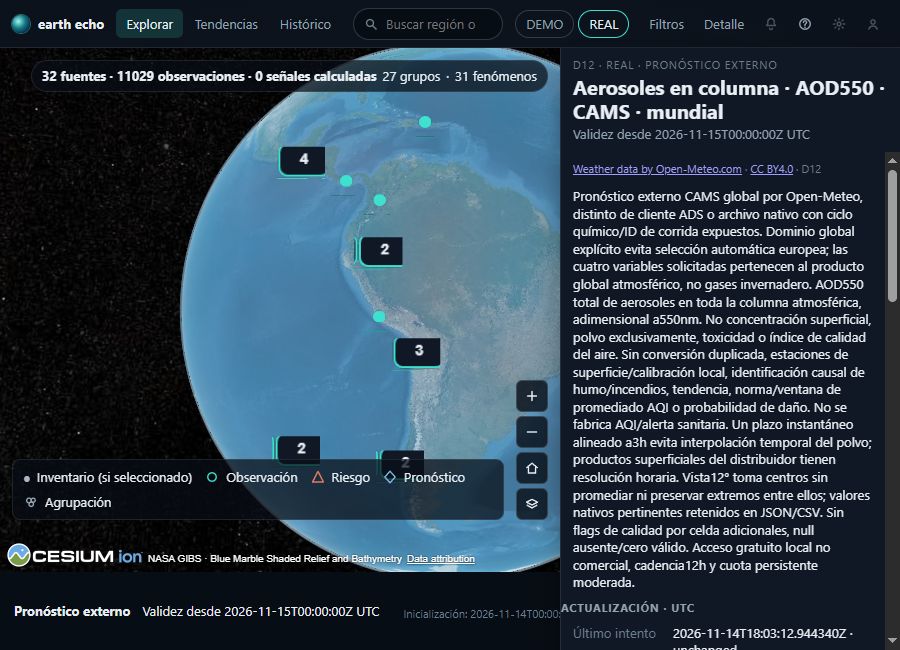 earth echo
Explorar
Tendencias
Histórico
Buscar región o
DEMO
REAL
Filtros
Detalle
32 fuentes · 11029 observaciones · 0 señales calculadas 27 grupos · 31 fenómenos
4
2
3
2
2
+
−
Inventario (si seleccionado)
Observación
Riesgo
Pronóstico
Agrupación
CESIUM ion
NASA GIBS · Blue Marble Shaded Relief and Bathymetry Data attribution
Pronóstico externo
Validez desde 2026-11-15T00:00:00Z UTC
Inicialización: 2026-11-14T00:00:
D12 · REAL · PRONÓSTICO EXTERNO
Aerosoles en columna · AOD550 ·
CAMS · mundial
Validez desde 2026-11-15T00:00:00Z UTC
Weather data by Open-Meteo.com · CC BY4.0 · D12
Pronóstico externo CAMS global por Open-Meteo,
distinto de cliente ADS o archivo nativo con ciclo
químico/ID de corrida expuestos. Dominio global
explícito evita selección automática europea; las
cuatro variables solicitadas pertenecen al producto
global atmosférico, no gases invernadero. AOD550
total de aerosoles en toda la columna atmosférica,
adimensional a550nm. No concentración superficial,
polvo exclusivamente, toxicidad o índice de calidad
del aire. Sin conversión duplicada, estaciones de
superficie/calibración local, identificación causal de
humo/incendios, tendencia, norma/ventana de
promediado AQI o probabilidad de daño. No se
fabrica AQI/alerta sanitaria. Un plazo instantáneo
alineado a3h evita interpolación temporal del polvo;
productos superficiales del distribuidor tienen
resolución horaria. Vista12° toma centros sin
promediar ni preservar extremos entre ellos; valores
nativos pertinentes retenidos en JSON/CSV. Sin
flags de calidad por celda adicionales, null
ausente/cero válido. Acceso gratuito local no
comercial, cadencia12h y cuota persistente
moderada.
ACTUALIZACIÓN · UTC
Último intento
2026-11-14T18:03:12.944340Z ·
unchanged